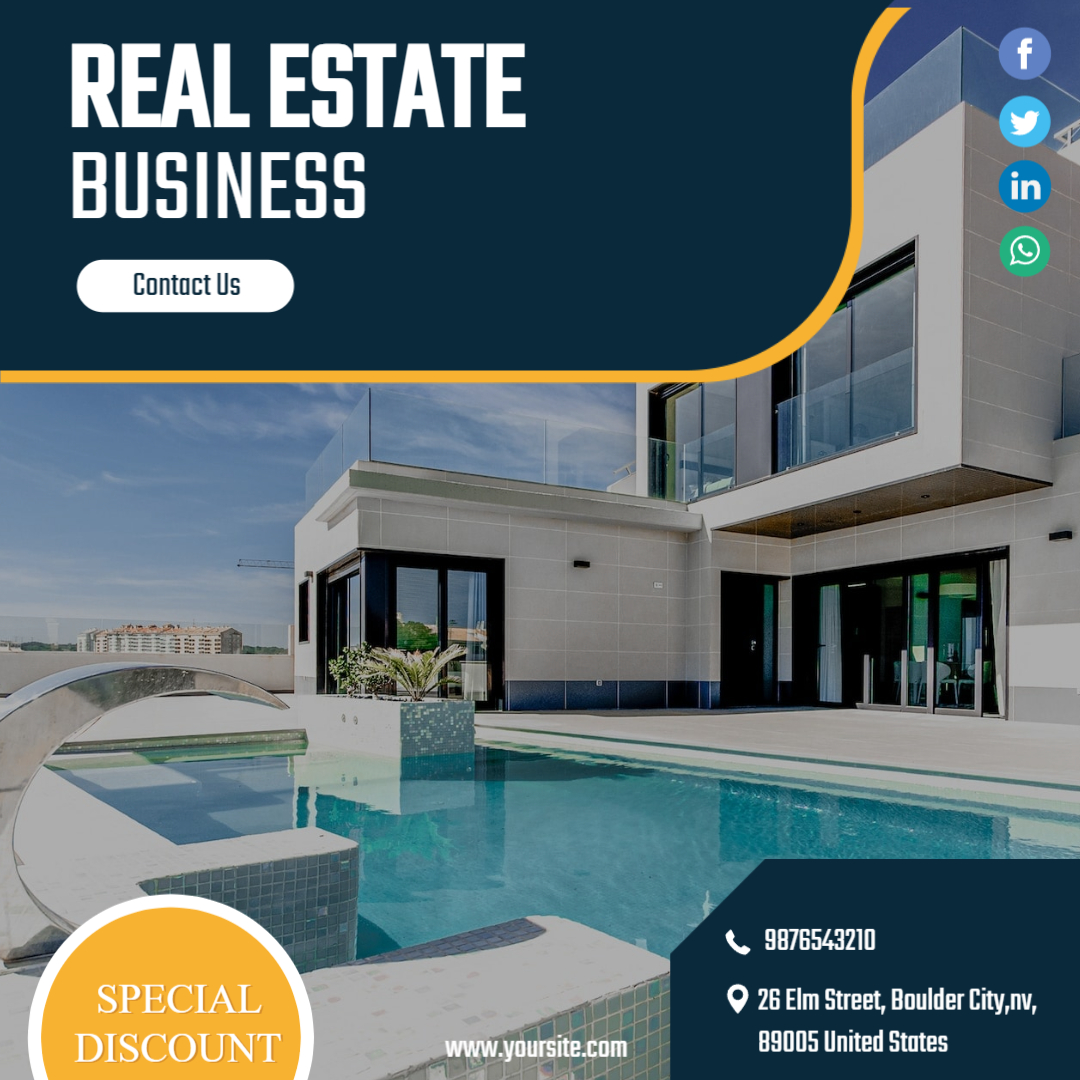 REAL ESTATE
BUSINESS
Contact Us
f
in
9876543210
26 Elm Street, Boulder City,nv,
89005 United States
SPECIAL
DISCOUNT
www.yoursite.com